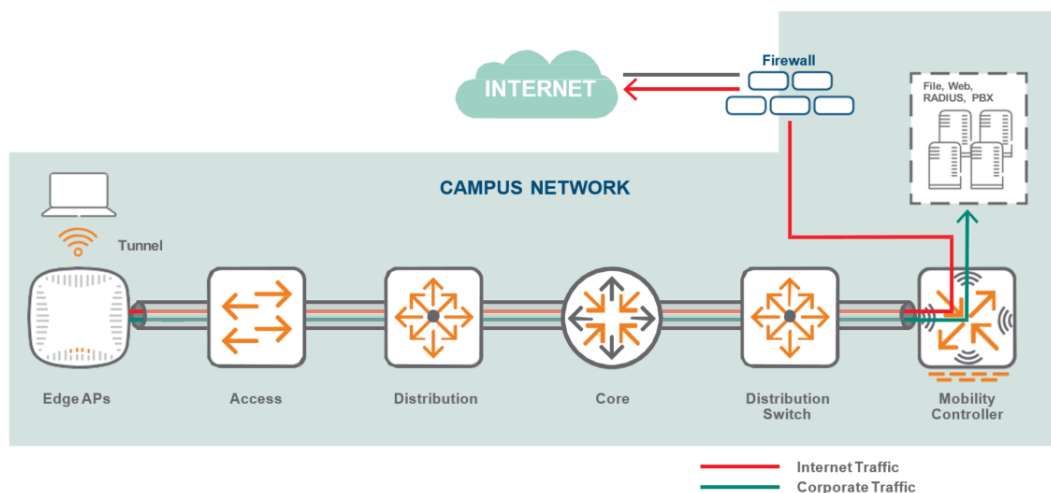 Firewall
INTERNET
File, Web,
RADIUS, PBX
CAMPUS NETWORK
Tunnel
Edge APs
Access
Distribution
Core
Distribution
Switch
Mobility
Controller
Internet Traffic
Corporate Traffic